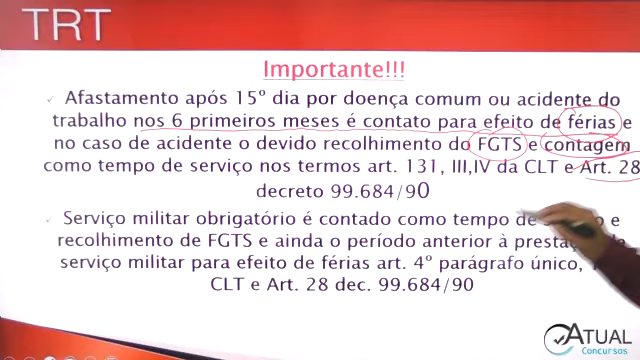 TRT
Importante!!!
Afastamento após 15º dia por doença comum ou acidente do
trabalho nos 6 primeiros meses é contato para efeito de férias e
no caso de acidente o devido recolhimento do FGTS e contagem
como tempo de serviço nos termos art. 131, III,IV da CLT e Art. 28
decreto 99.684/90
Serviço militar obrigatório é contado como tempo de e
recolhimento de FGTS e ainda o período anterior à
serviço militar para efeito de férias art. 4º parágrafo único,
CLT e Art. 28 dec. 99.684/90
ATUAL
Concursos